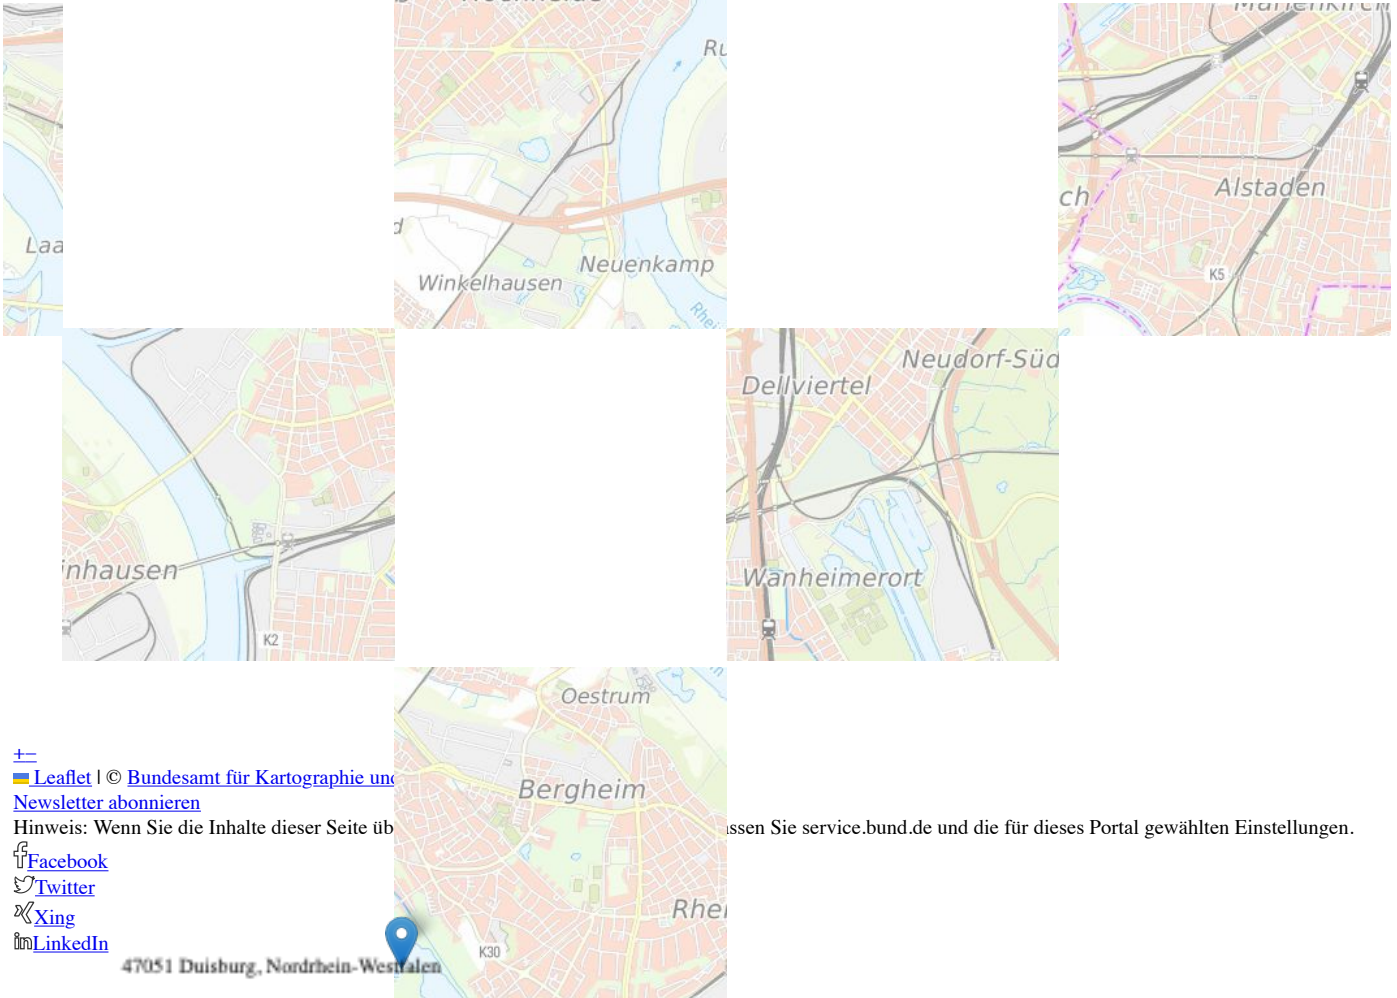 Marienkirch
Ru
Alstaden
ch
d
Laa
Neuenkamp
K5
Winkelhausen
Rhei
Neudorf-Süd
Dellviertel
inhausen
Wanheimerort
K2
Oestrum
+−
Leaflet | © Bundesamt für Kartographie und
Bergheim
Newsletter abonnieren
Hinweis: Wenn Sie die Inhalte dieser Seite üb
ssen Sie service.bund.de und die für dieses Portal gewählten Einstellungen.
Facebook
Twitter
Rhei
Xing
LinkedIn
K30
47051 Duisburg, Nordrhein-Westfalen